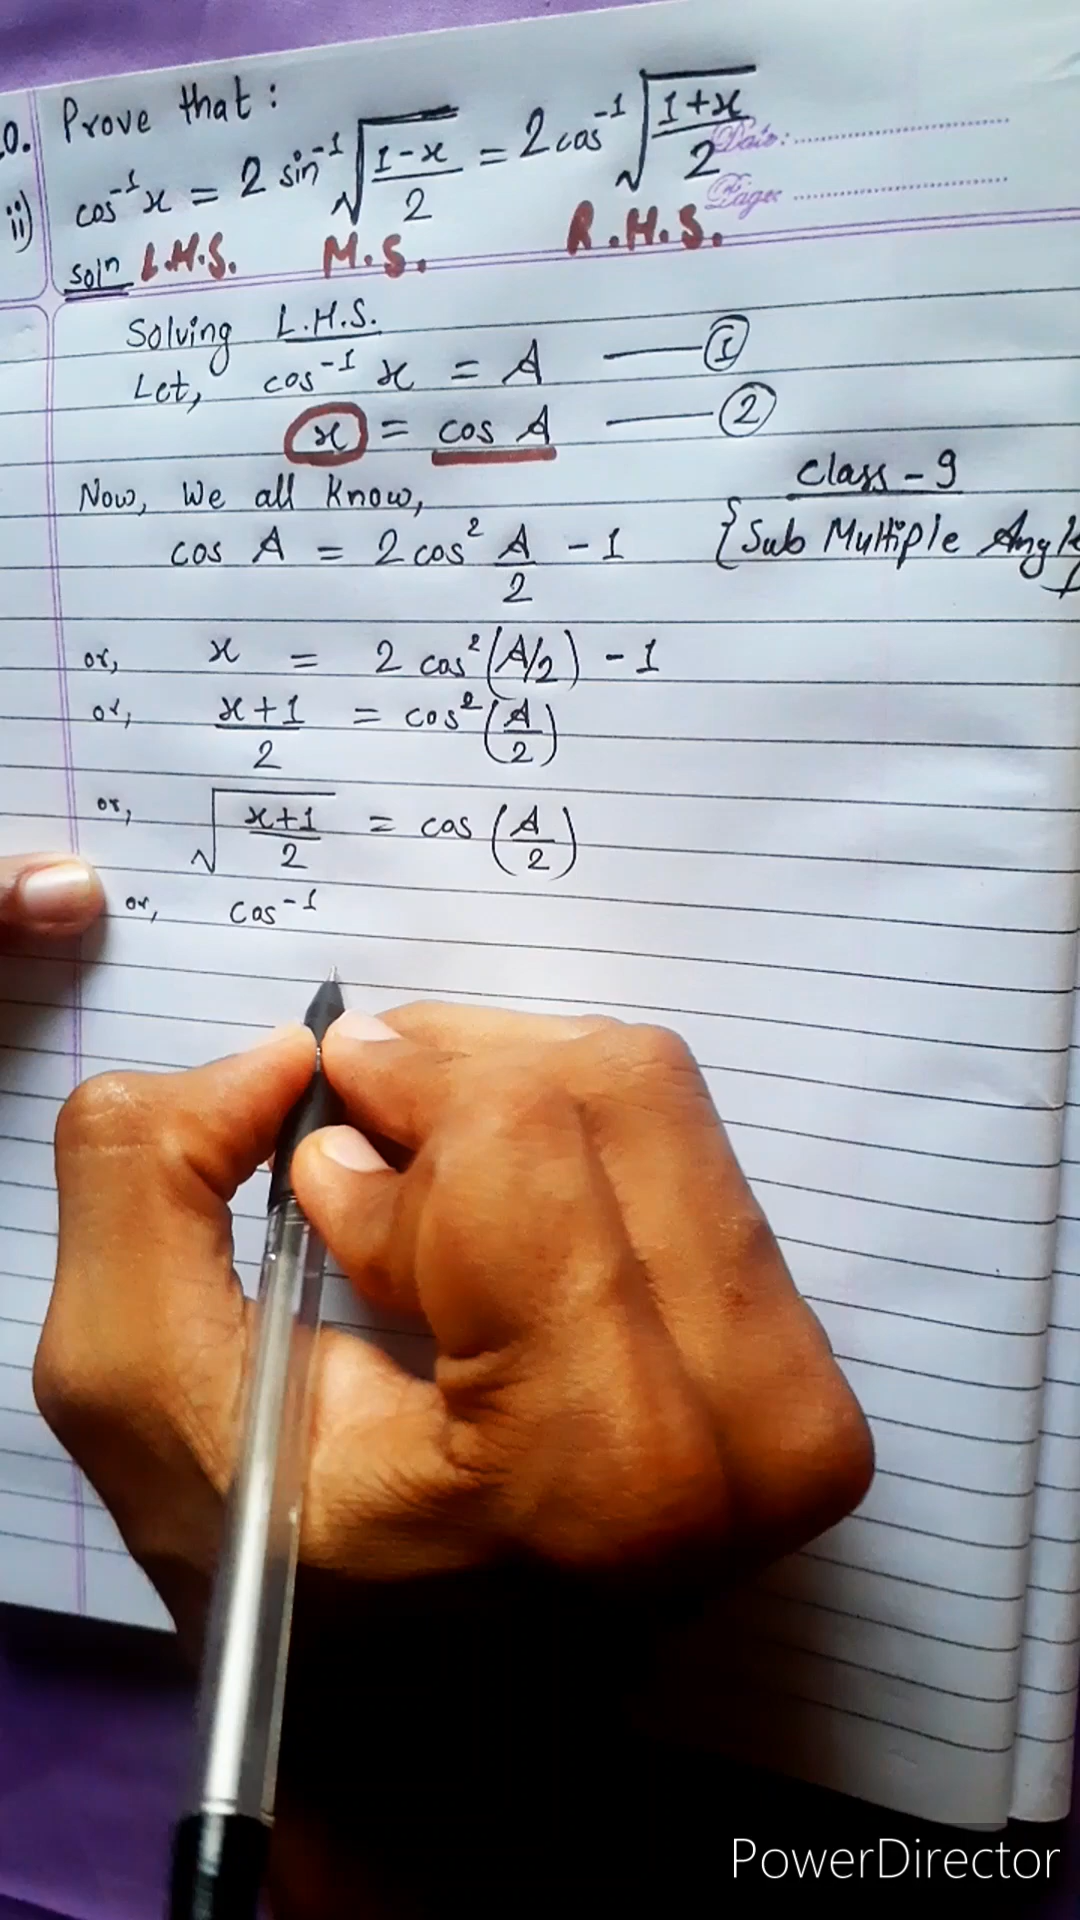 0. Prove that:
ii) cos⁻¹x = 2 sin⁻¹ √((1-x)/2) = 2 cos⁻¹ √((1+x)/2)
Date:
Page:
Soln L.H.S. M.S. R.H.S.
Solving L.H.S.
Let, cos⁻¹ x = A —— ①
x = cos A —— ②
Now, We all Know,
Class - 9
cos A = 2 cos² A/2 - 1 {Sub Multiple Angle
or, x = 2 cos² (A/2) - 1
or, (x+1)/2 = cos² (A/2)
or, √((x+1)/2) = cos (A/2)
or, cos⁻¹
PowerDirector